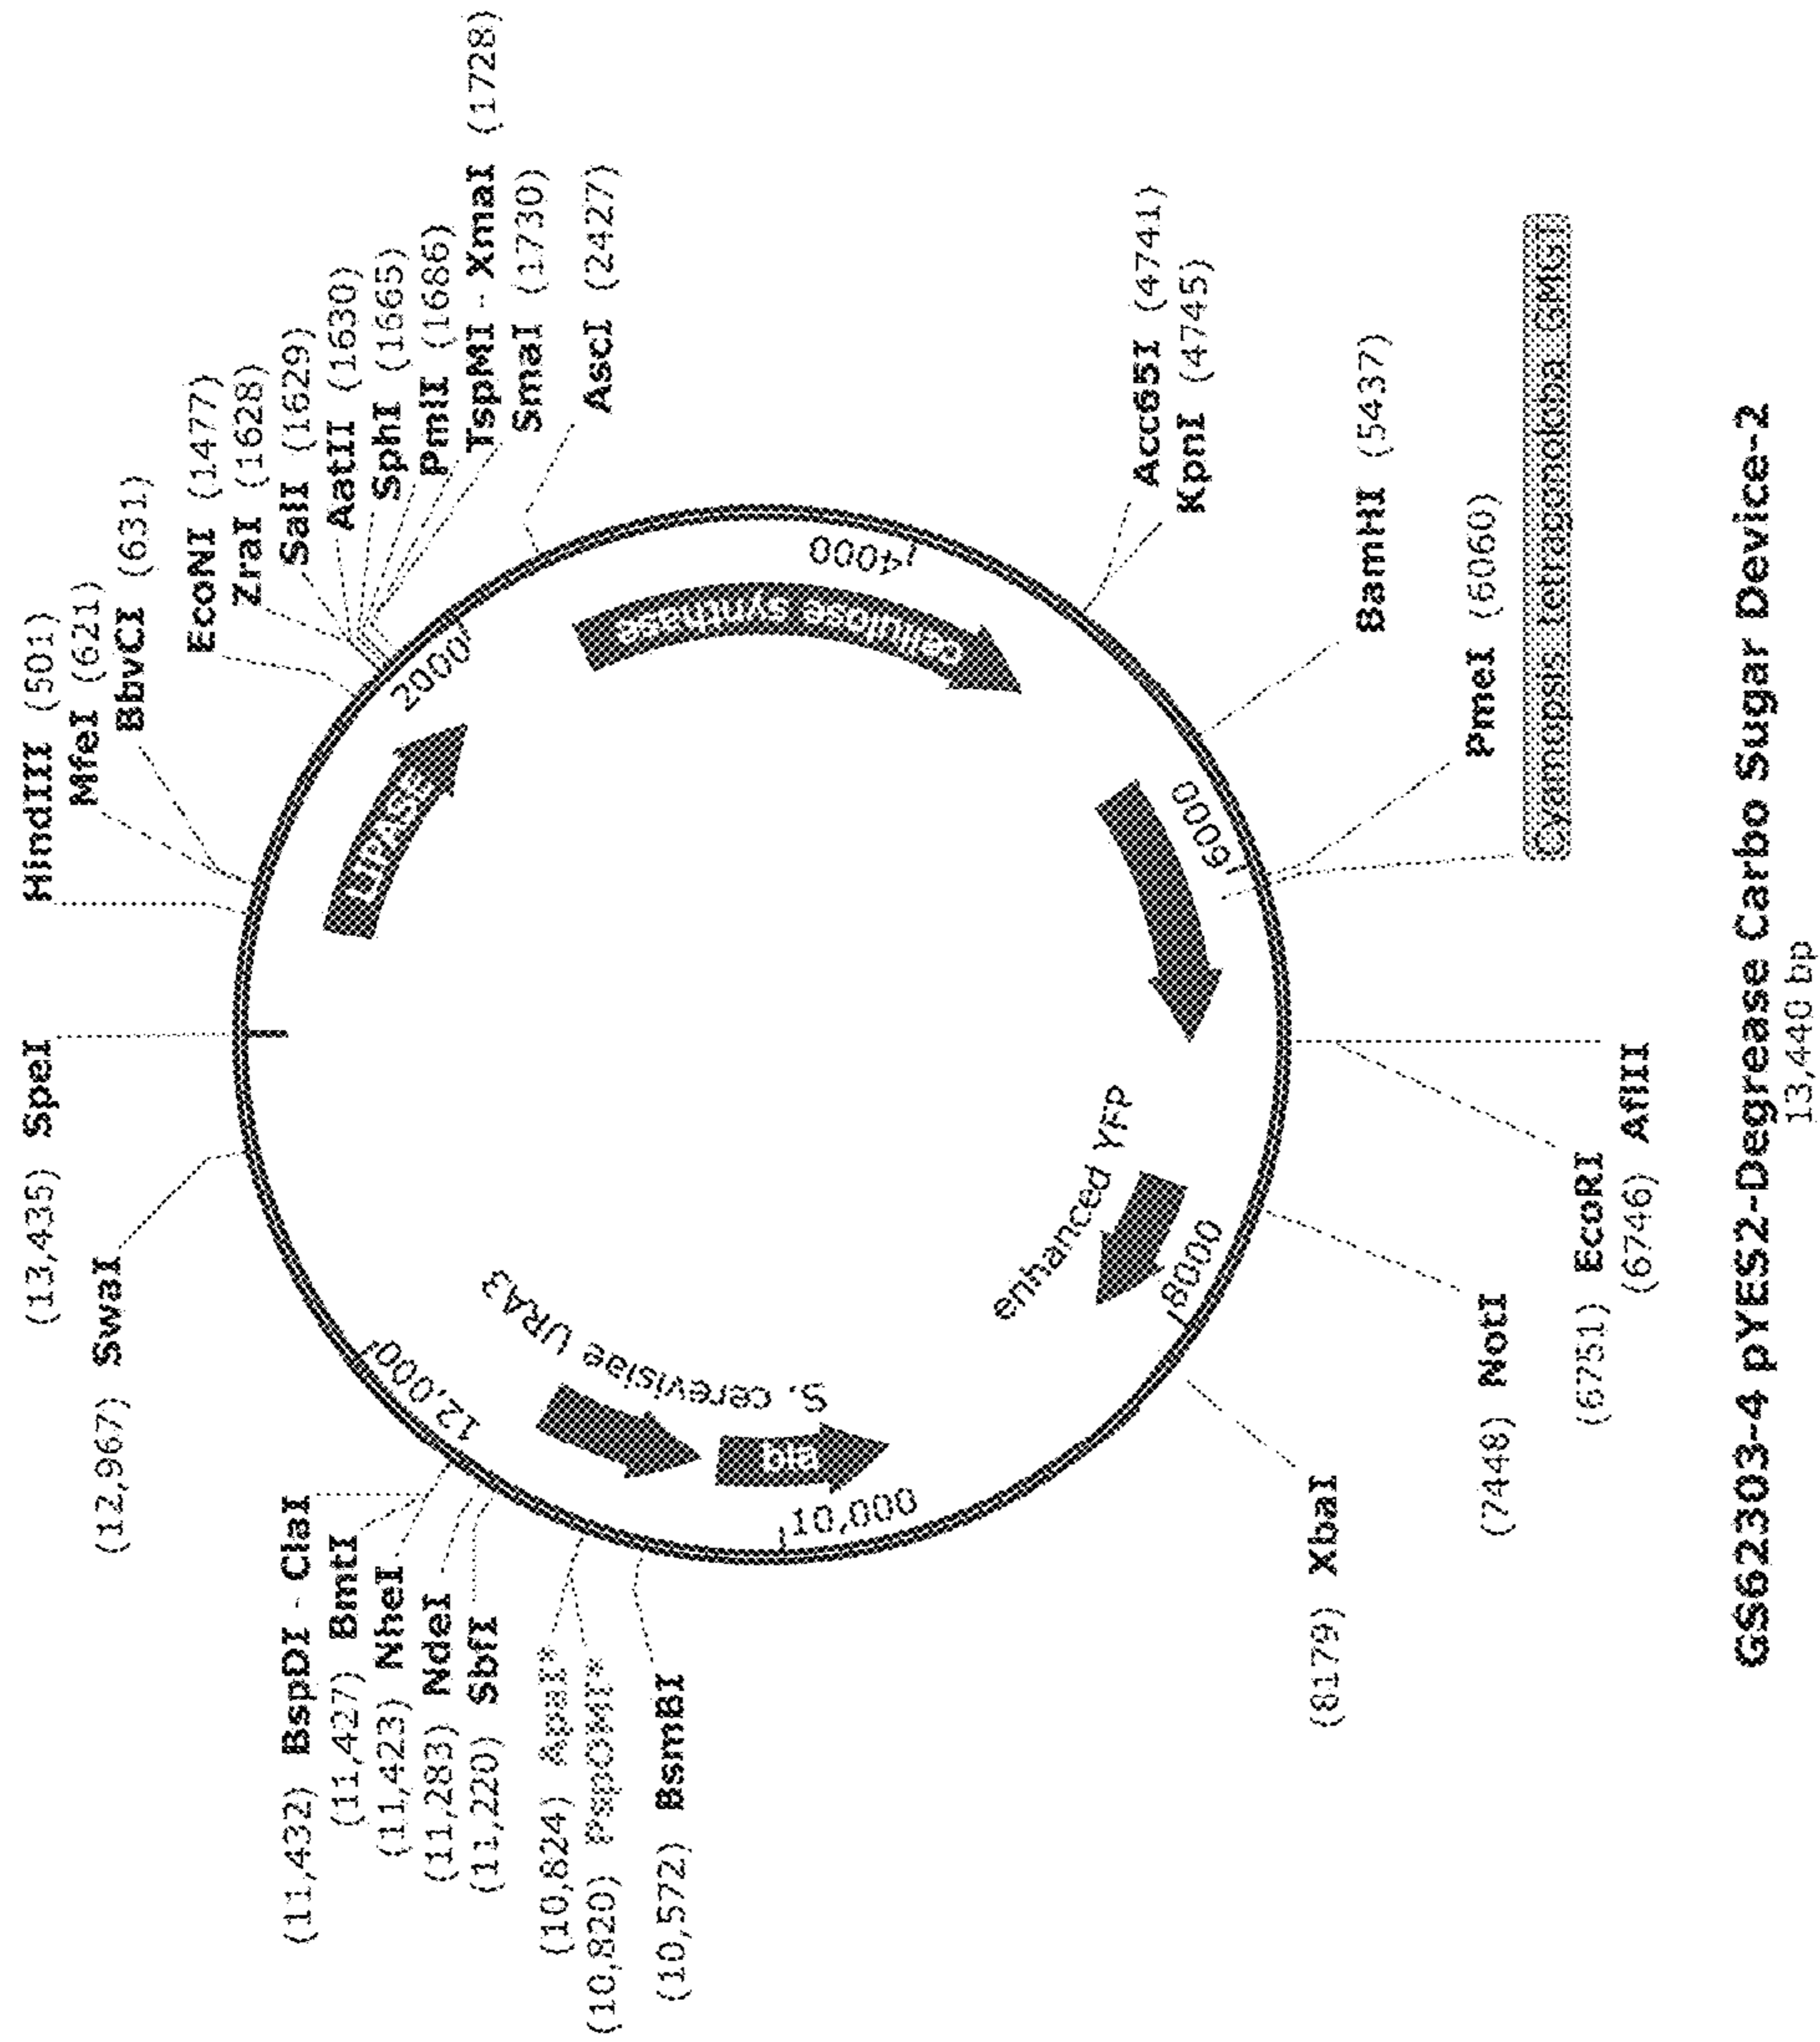 (13,435) SpeI
(12,967) SwaI
(11,432) BspDI - ClaI
(11,427) BmtI
(11,423) NheI
(11,283) NdeI
(11,220) SbfI
(10,824) ApaI*
(10,820) PspOMI*
(10,572) BsmBI
(8179) XbaI
(7448) NotI
(6751) EcoRI
(6746) AflII
HindIII (501)
MfeI (621)
BbvCI (631)
EcoNI (1477)
ZraI (1628)
SalI (1629)
AatII (1630)
SphI (1665)
PmlI (1686)
TspMI - XmaI (1728)
SmaI (1730)
AscI (2427)
Acc65I (4741)
KpnI (4745)
BamHI (5437)
PmeI (6060)
Cyamopsis tetragonoloba GMGT
2000
4000
6000
8000
10,000
12,000
LIPASE
cellulose synthase
enhanced YFP
bla
S. cerevisiae URA3
GS62303-4 pYES2-Degrease Carbo Sugar Device-2
13,440 bp